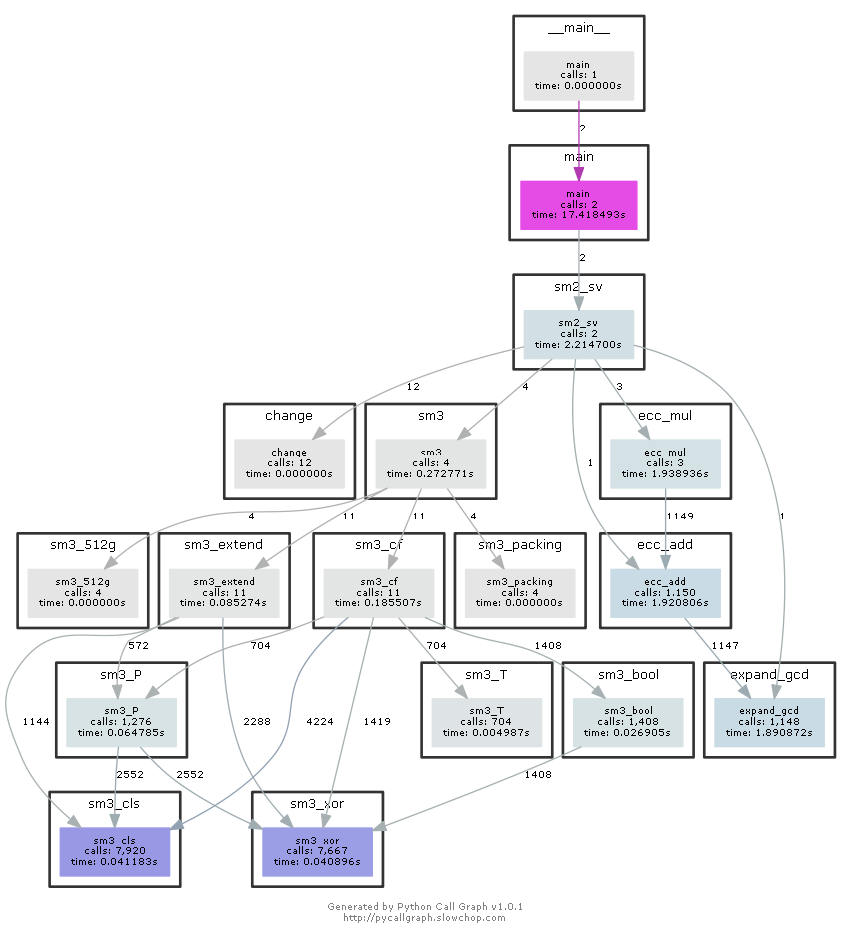 __main__
main
calls: 1
time: 0.000000s
2
main
main
calls: 2
time: 17.418493s
2
sm2_sv
sm2_sv
calls: 2
time: 2.214700s
12
4
3
change
change
calls: 12
time: 0.000000s
sm3
sm3
calls: 4
time: 0.272771s
ecc_mul
ecc_mul
calls: 3
time: 1.938936s
1
4
11
11
4
1149
1
sm3_512g
sm3_512g
calls: 4
time: 0.000000s
sm3_extend
sm3_extend
calls: 11
time: 0.085274s
sm3_cf
sm3_cf
calls: 11
time: 0.185507s
sm3_packing
sm3_packing
calls: 4
time: 0.000000s
ecc_add
ecc_add
calls: 1.150
time: 1.920806s
572
704
704
1408
1147
sm3_P
sm3_P
calls: 1,276
time: 0.064785s
sm3_T
sm3_T
calls: 704
time: 0.004987s
sm3_bool
sm3_bool
calls: 1,408
time: 0.026905s
expand_gcd
expand_gcd
calls: 1,148
time: 1.890872s
1144
2288
4224
1419
2552
2552
1408
sm3_cls
sm3_cls
calls: 7,920
time: 0.041183s
sm3_xor
sm3_xor
calls: 7,667
time: 0.040896s
Generated by Python Call Graph v1.0.1
http://pycallgraph.slowchop.com